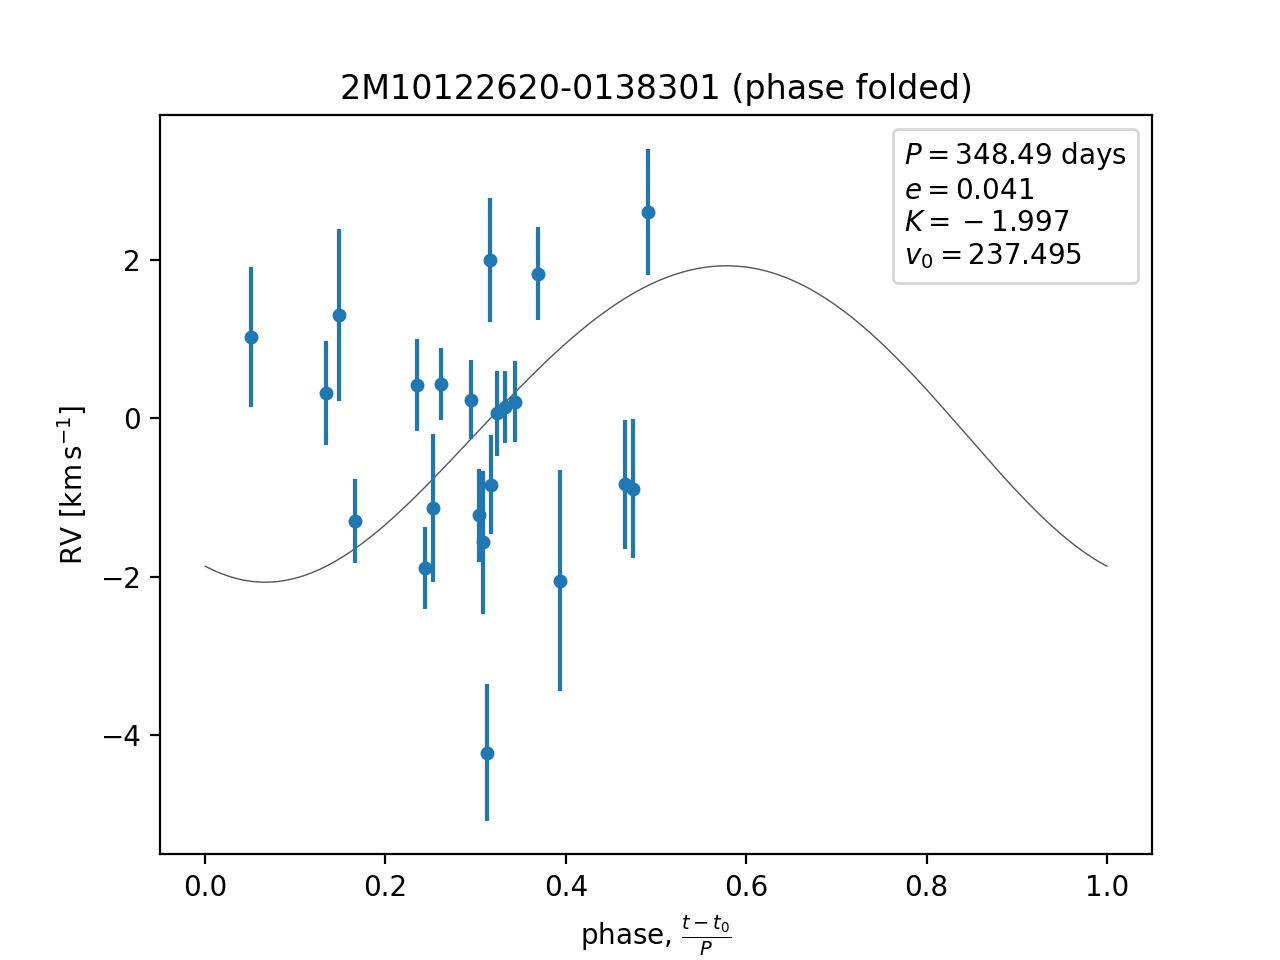 2M10122620-0138301 (phase folded)
P = 348.49 days
e = 0.041
K = −1.997
v₀ = 237.495
RV [km s⁻¹]
2
0
−2
−4
0.0 0.2 0.4 0.6 0.8 1.0
phase, (t − t₀)/P